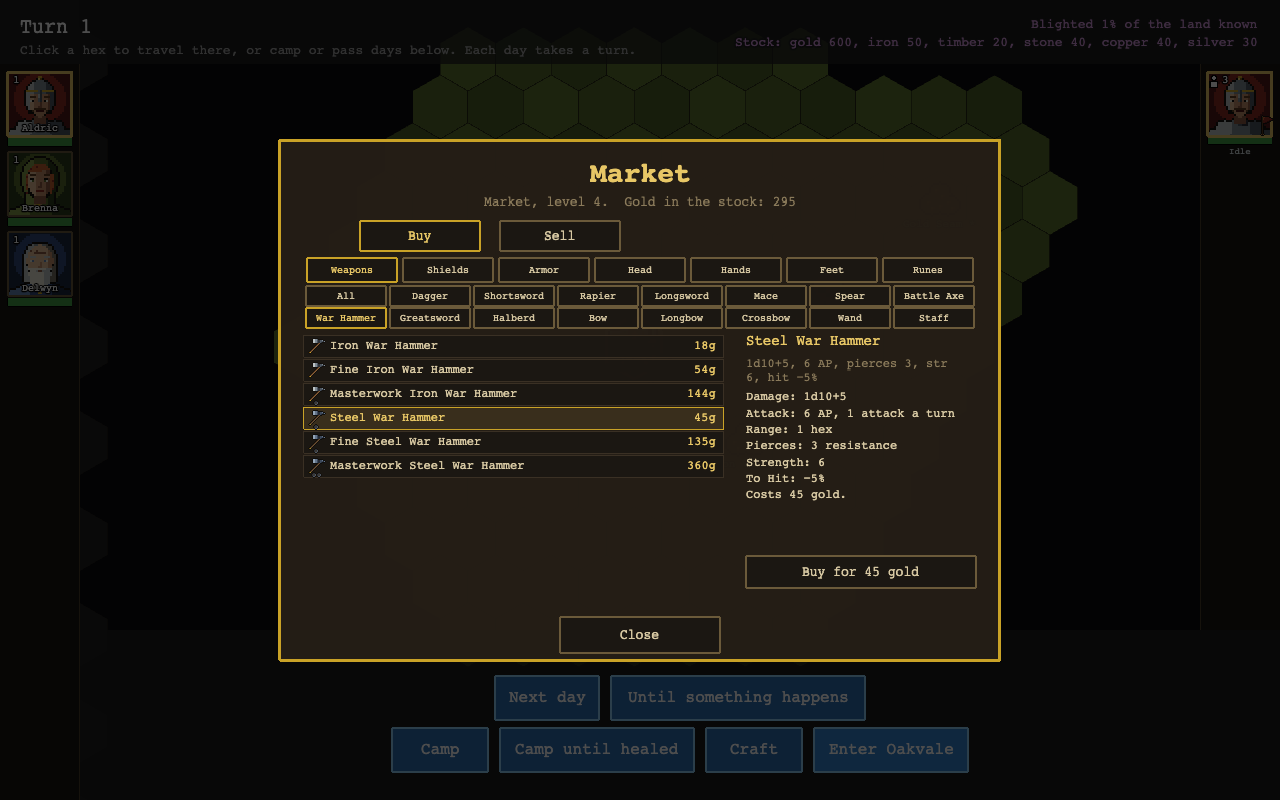 Turn 1
Click a hex to travel there, or camp or pass days below. Each day takes a turn.
Blighted 1% of the land known
Stock: gold 600, iron 50, timber 20, stone 40, copper 40, silver 30
1
Aldric
1
Brenna
1
Delwyn
3
Idle
Market
Market, level 4. Gold in the stock: 295
Buy Sell
Weapons Shields Armor Head Hands Feet Runes
All Dagger Shortsword Rapier Longsword Mace Spear Battle Axe
War Hammer Greatsword Halberd Bow Longbow Crossbow Wand Staff
Iron War Hammer 18g
Fine Iron War Hammer 54g
Masterwork Iron War Hammer 144g
Steel War Hammer 45g
Fine Steel War Hammer 135g
Masterwork Steel War Hammer 360g
Steel War Hammer
1d10+5, 6 AP, pierces 3, str
6, hit −5%
Damage: 1d10+5
Attack: 6 AP, 1 attack a turn
Range: 1 hex
Pierces: 3 resistance
Strength: 6
To Hit: −5%
Costs 45 gold.
Buy for 45 gold
Close
Next day Until something happens
Camp Camp until healed Craft Enter Oakvale